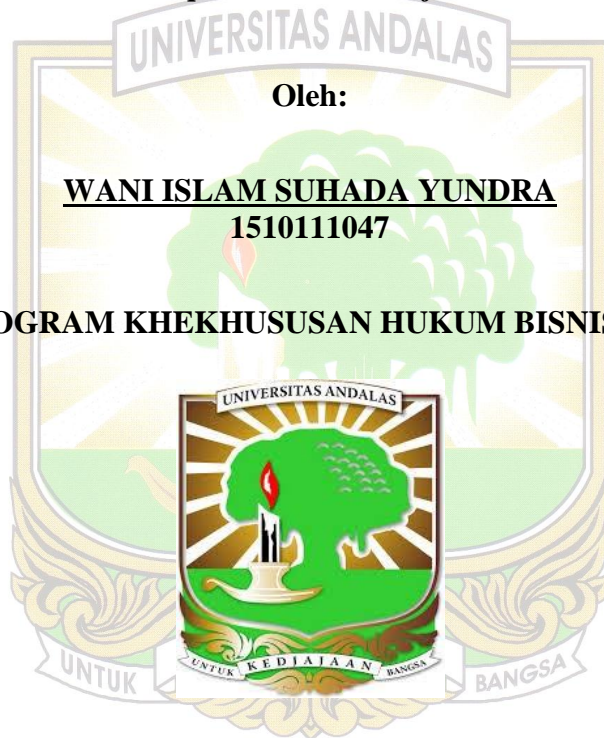 UNIVERSITAS ANDALAS
Oleh:
WANI ISLAM SUHADA YUNDRA
1510111047
OGRAM KHEKHUSUSAN HUKUM BISNIS
UNIVERSITAS ANDALAS
UNTUK KEDJAJAAN BANGSA
UNTUK BANGSA